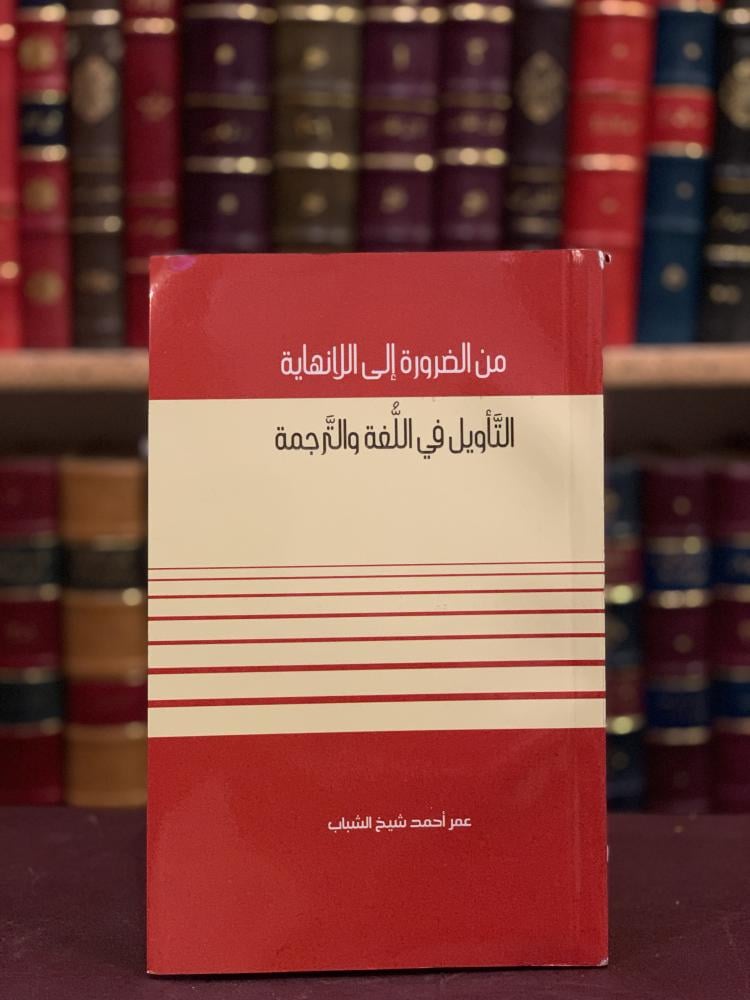 من الضرورة إلى اللانهاية
التَّأويل في اللُّغة والتَّرجمة
عمر أحمد شيخ الشباب